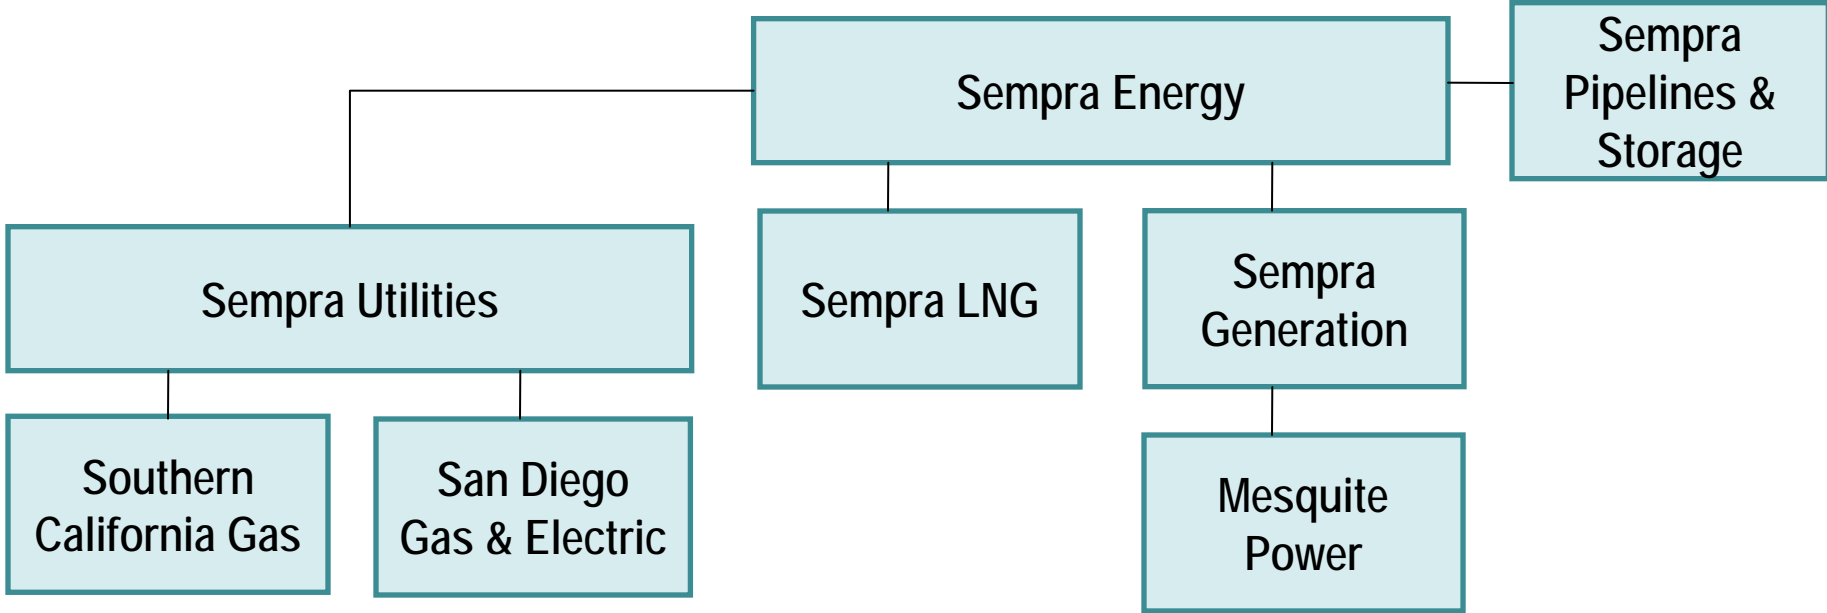 Sempra Energy
Sempra
Pipelines &
Storage
Sempra Utilities
Sempra LNG
Sempra
Generation
Southern
California Gas
San Diego
Gas & Electric
Mesquite
Power